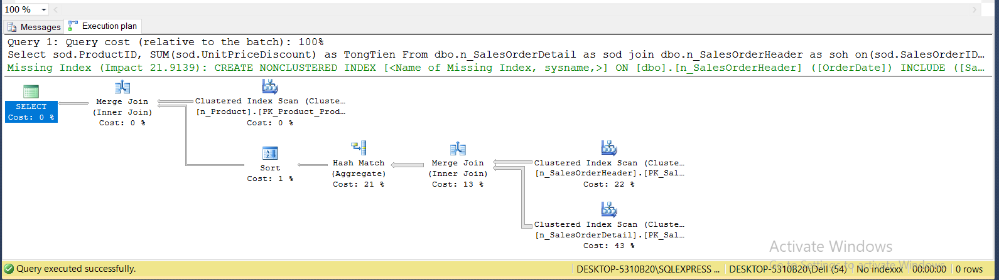 100 %
Messages Execution plan
Query 1: Query cost (relative to the batch): 100%
Select sod.ProductID, SUM(sod.UnitPriceDiscount) as TongTien From dbo.n_SalesOrderDetail as sod join dbo.n_SalesOrderHeader as soh on(sod.SalesOrderID…
Missing Index (Impact 21.9139): CREATE NONCLUSTERED INDEX [<Name of Missing Index, sysname,>] ON [dbo].[n_SalesOrderHeader] ([OrderDate]) INCLUDE ([Sa…
SELECT
Cost: 0 %
Merge Join
(Inner Join)
Cost: 0 %
Clustered Index Scan (Cluste…
[n_Product].[PK_Product_Prod…
Cost: 0 %
Sort
Cost: 1 %
Hash Match
(Aggregate)
Cost: 21 %
Merge Join
(Inner Join)
Cost: 13 %
Clustered Index Scan (Cluste…
[n_SalesOrderHeader].[PK_Sal…
Cost: 22 %
Clustered Index Scan (Cluste…
[n_SalesOrderDetail].[PK_Sal…
Cost: 43 %
Activate Windows
Go to Settings to activate Windows.
Query executed successfully.
DESKTOP-5310B20\SQLEXPRESS ... DESKTOP-5310B20\Dell (54) No indexxx 00:00:00 0 rows